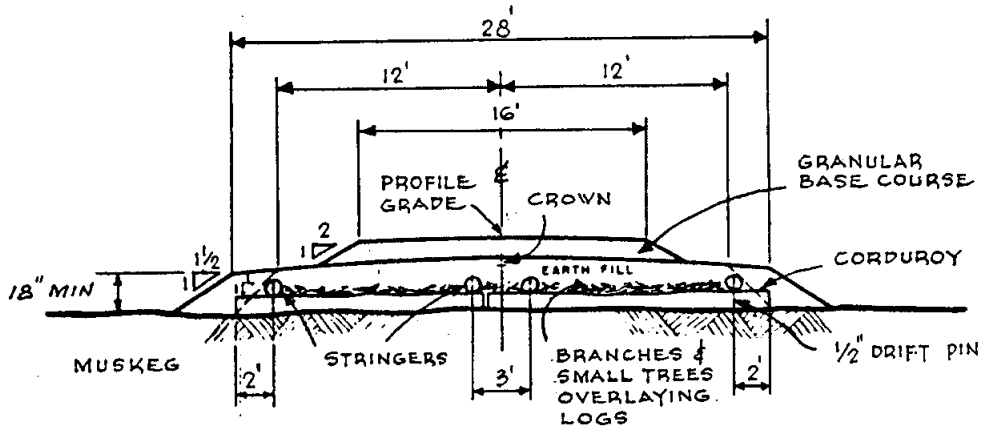 28'
12'
12'
16'
GRANULAR
BASE COURSE
PROFILE
GRADE
℄
CROWN
2
1
1½
1
18" MIN
EARTH FILL
CORDUROY
MUSKEG
STRINGERS
BRANCHES &
SMALL TREES
OVERLAYING
LOGS
½" DRIFT PIN
2'
3'
2'